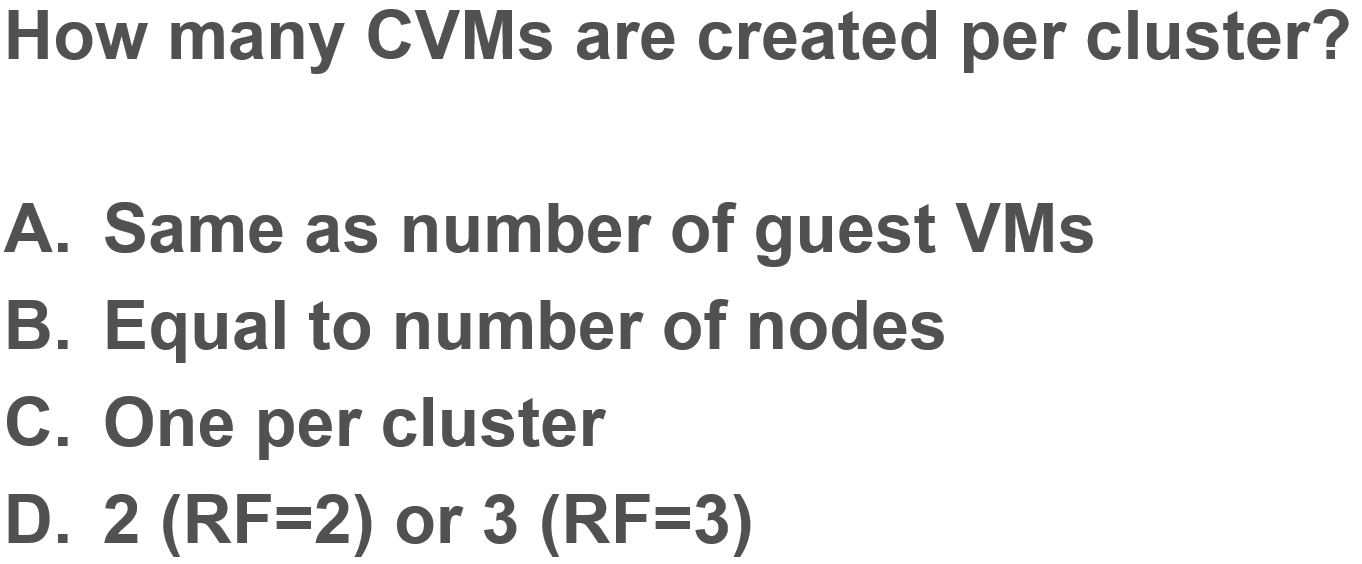 How many CVMs are created per cluster?
A. Same as number of guest VMs
B. Equal to number of nodes
C. One per cluster
D. 2 (RF=2) or 3 (RF=3)